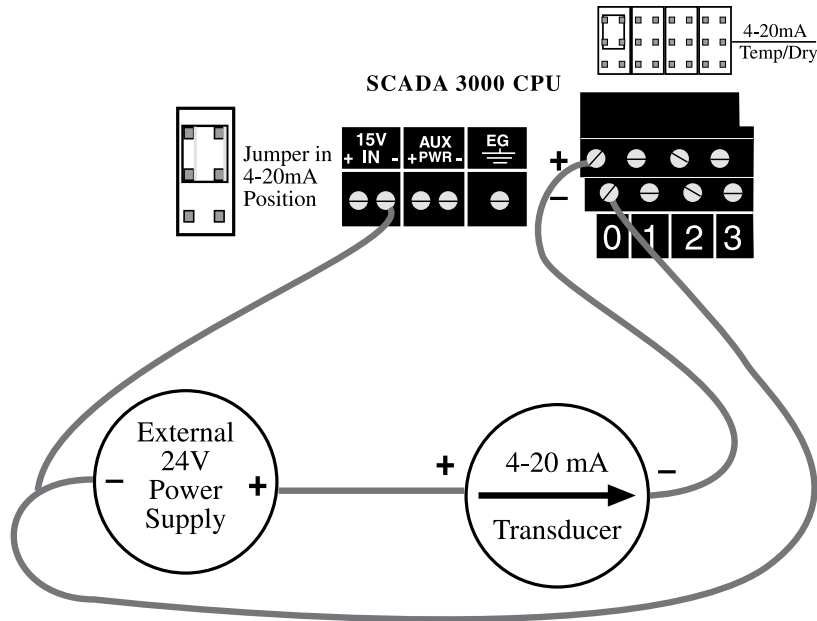 4-20mA
Temp/Dry
SCADA 3000 CPU
Jumper in
4-20mA
Position
15V
+ IN -
AUX
+PWR-
EG
+
−
0 1 2 3
External
24V
Power
Supply
− +
+ −
4-20 mA
Transducer